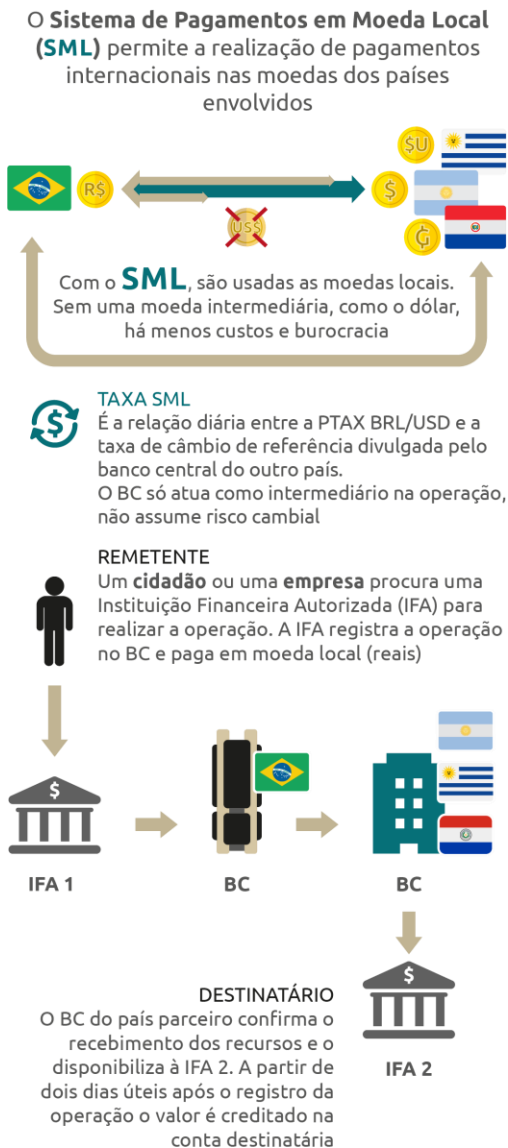 O Sistema de Pagamentos em Moeda Local
(SML) permite a realização de pagamentos
internacionais nas moedas dos países
envolvidos
$U
R$
$
US$
₲
Com o SML, são usadas as moedas locais.
Sem uma moeda intermediária, como o dólar,
há menos custos e burocracia
$
TAXA SML
É a relação diária entre a PTAX BRL/USD e a
taxa de câmbio de referência divulgada pelo
banco central do outro país.
O BC só atua como intermediário na operação,
não assume risco cambial
REMETENTE
Um cidadão ou uma empresa procura uma
Instituição Financeira Autorizada (IFA) para
realizar a operação. A IFA registra a operação
no BC e paga em moeda local (reais)
$
IFA 1
BC
BC
$
IFA 2
DESTINATÁRIO
O BC do país parceiro confirma o
recebimento dos recursos e o
disponibiliza à IFA 2. A partir de
dois dias úteis após o registro da
operação o valor é creditado na
conta destinatária